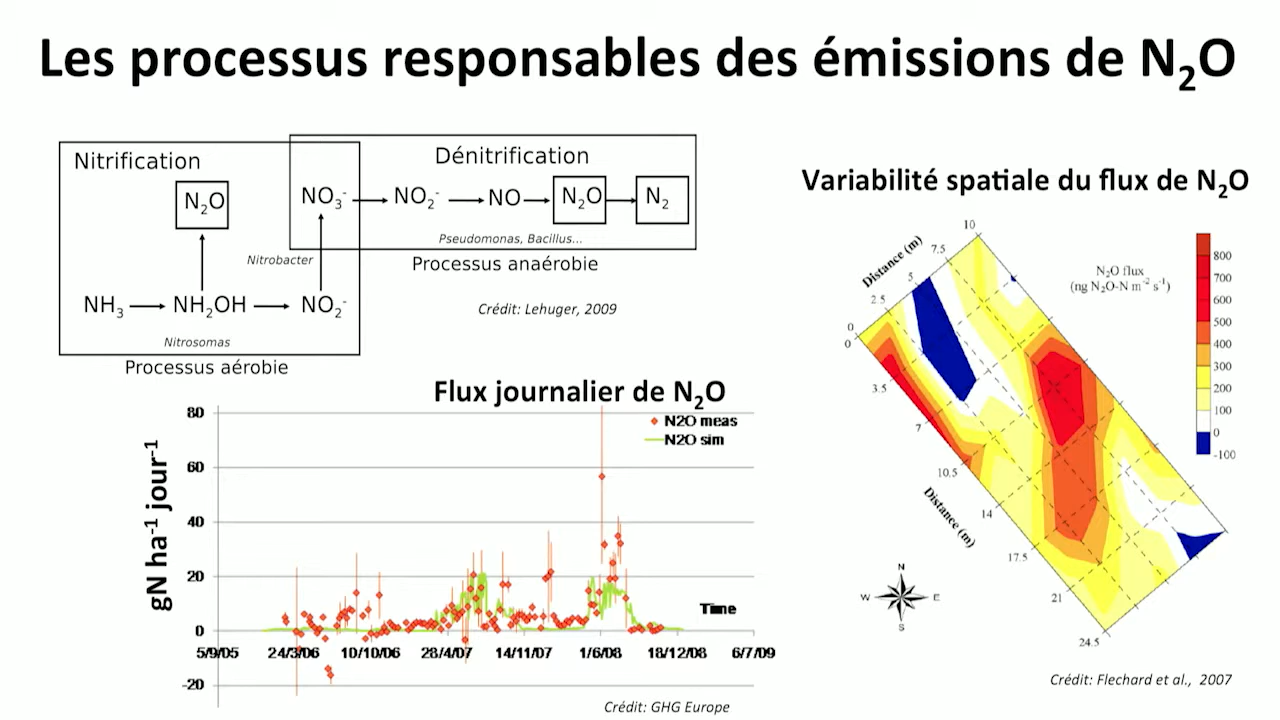 Les processus responsables des émissions de N₂O
Nitrification
N₂O
Nitrobacter
NH₃
NH₂OH
NO₂⁻
Nitrosomas
Processus aérobie
Dénitrification
NO₃⁻
NO₂⁻
NO
N₂O
N₂
Pseudomonas, Bacillus...
Processus anaérobie
Crédit: Lehuger, 2009
Flux journalier de N₂O
gN ha⁻¹ jour⁻¹
80
60
40
20
0
-20
N2O meas
N2O sim
Time
5/9/05 24/3/06 10/10/06 28/4/07 14/11/07 1/6/08 18/12/08 6/7/09
Crédit: GHG Europe
Variabilité spatiale du flux de N₂O
Distance (m)
10
7.5
5
2.5
0
0
3.5
7
10.5
14
17.5
21
24.5
Distance (m)
N₂O flux
(ng N₂O-N m⁻² s⁻¹)
800
700
600
500
400
300
200
100
0
-100
N
W E
S
Crédit: Flechard et al., 2007